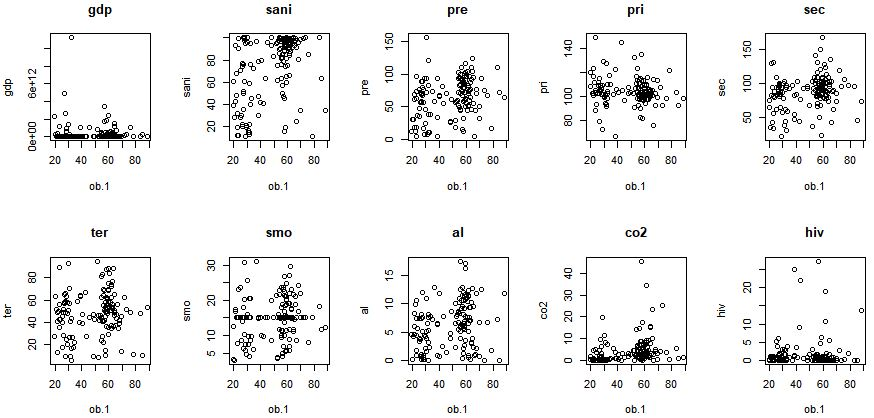 gdp sani pre pri sec
gdp
0e+00 6e+12
20 40 60 80
ob.1
sani
20 40 60 80
20 40 60 80
ob.1
pre
0 50 100 150
20 40 60 80
ob.1
pri
80 100 140
20 40 60 80
ob.1
sec
50 100 150
20 40 60 80
ob.1
ter smo al co2 hiv
ter
20 40 60 80
20 40 60 80
ob.1
smo
5 15 20 30
20 40 60 80
ob.1
al
0 5 10 15
20 40 60 80
ob.1
co2
0 10 20 30 40
20 40 60 80
ob.1
hiv
0 5 10 15 25
20 40 60 80
ob.1